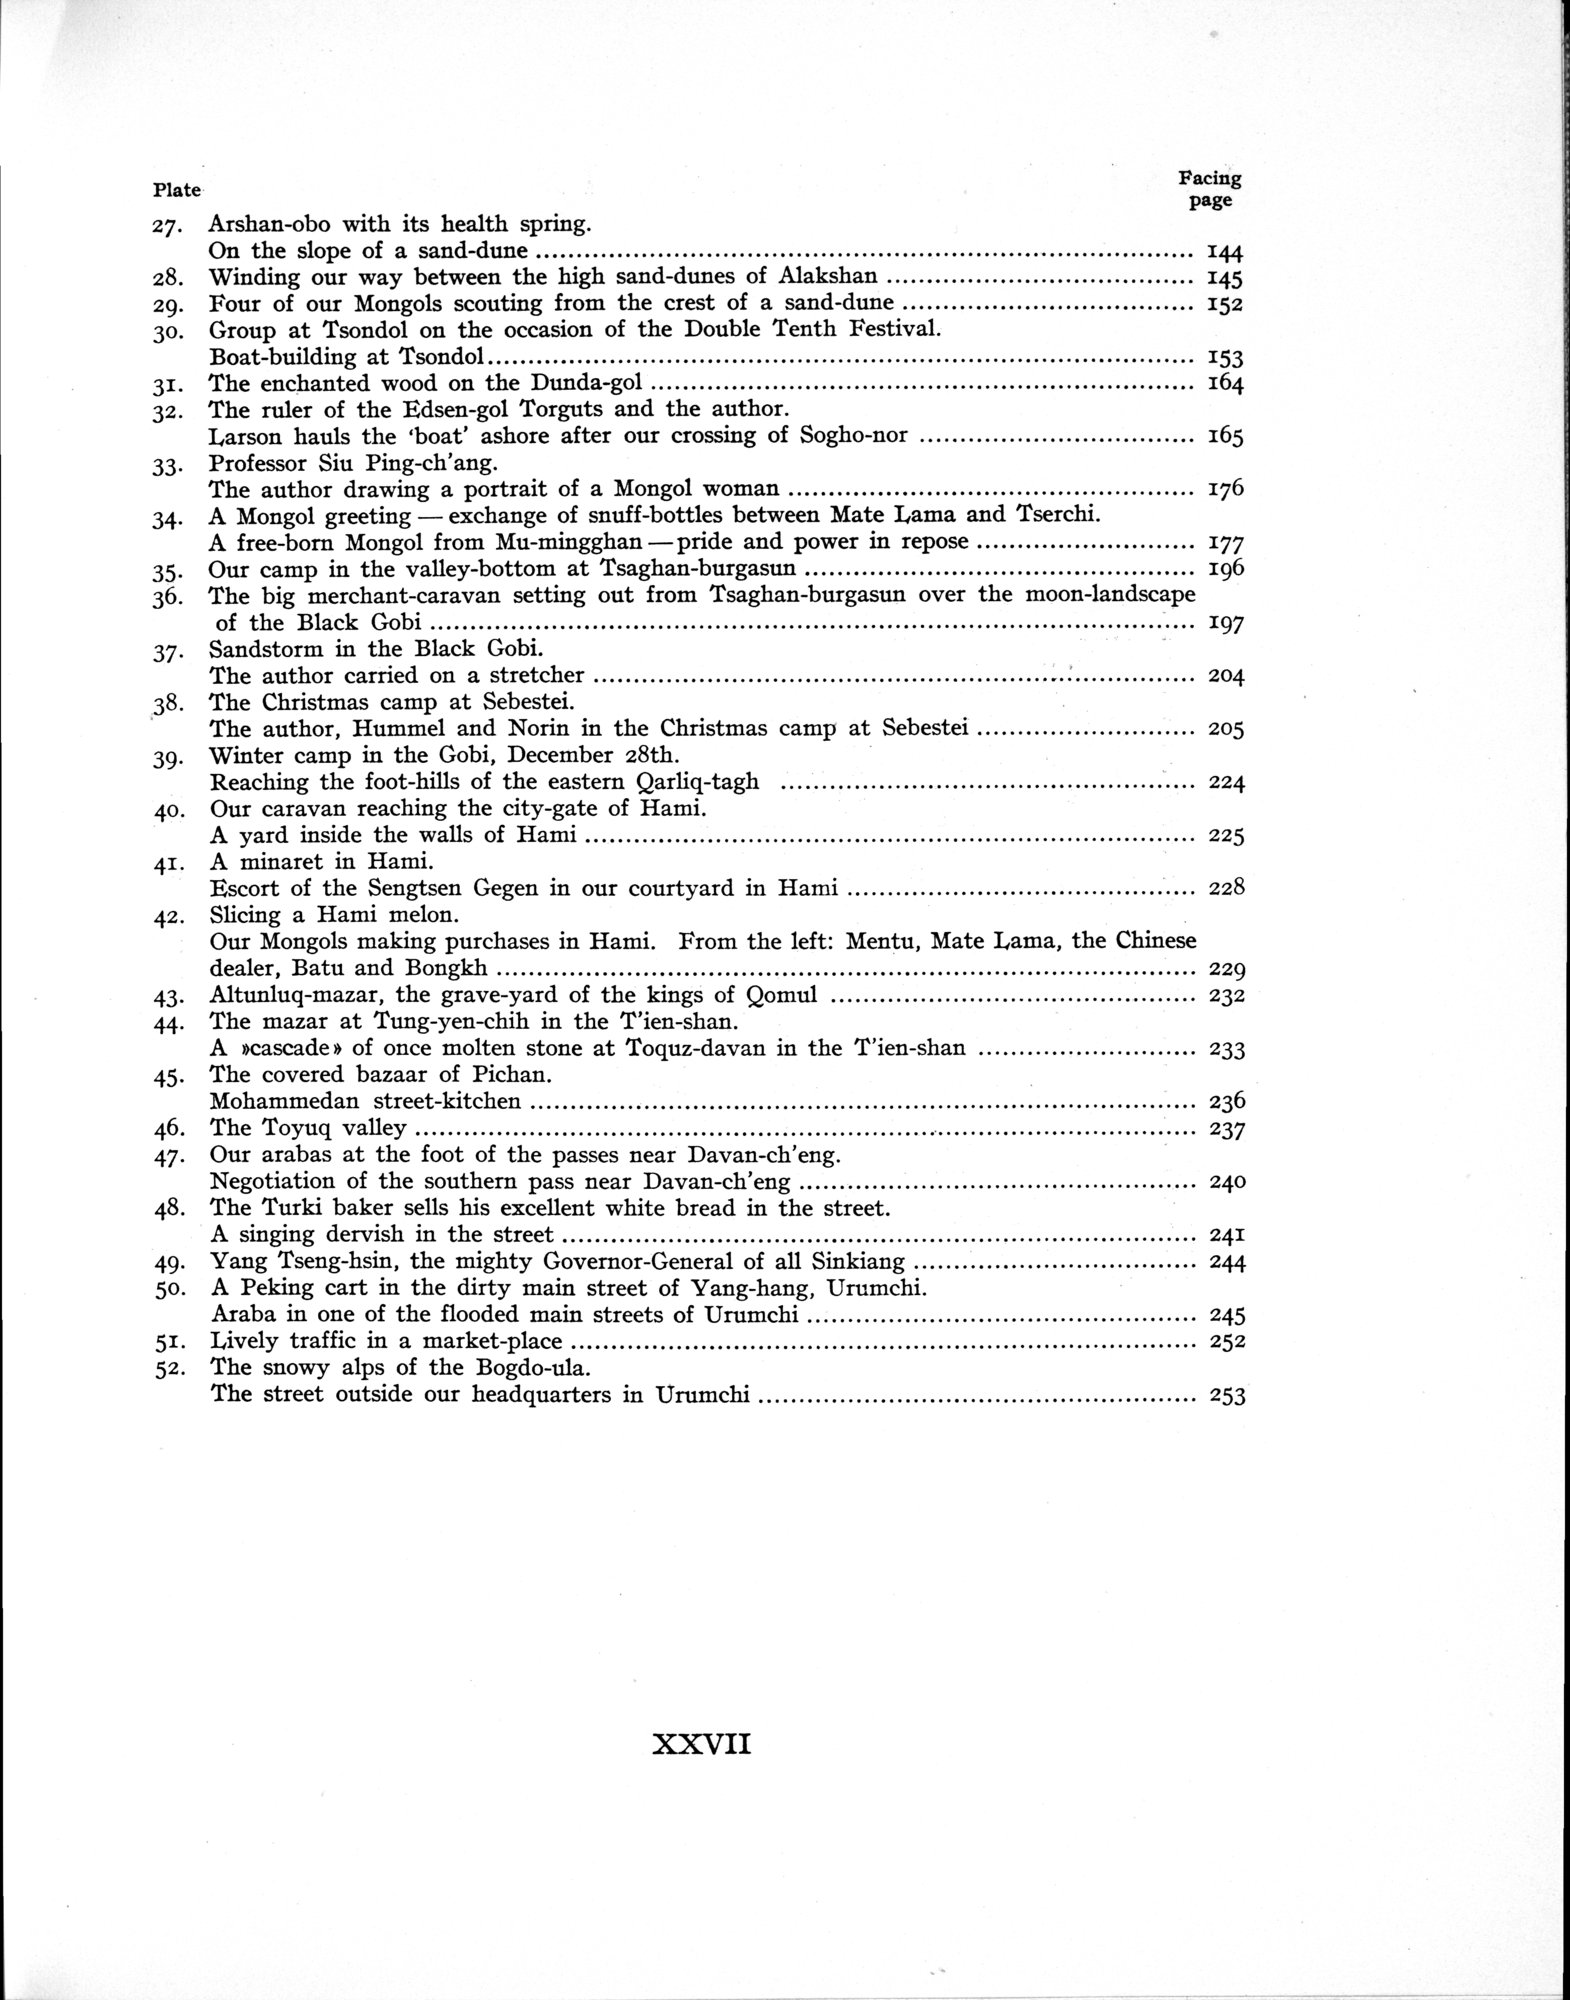 Plate
Facing
page
27. Arshan-obo with its health spring.
On the slope of a sand-dune ........ 144
28. Winding our way between the high sand-dunes of Alakshan ........ 145
29. Four of our Mongols scouting from the crest of a sand-dune ........ 152
30. Group at Tsondol on the occasion of the Double Tenth Festival.
Boat-building at Tsondol ........ 153
31. The enchanted wood on the Dunda-gol ........ 164
32. The ruler of the Edsen-gol Torguts and the author.
Larson hauls the ‘boat’ ashore after our crossing of Sogho-nor ........ 165
33. Professor Siu Ping-ch’ang.
The author drawing a portrait of a Mongol woman ........ 176
34. A Mongol greeting — exchange of snuff-bottles between Mate Lama and Tserchi.
A free-born Mongol from Mu-mingghan — pride and power in repose ........ 177
35. Our camp in the valley-bottom at Tsaghan-burgasun ........ 196
36. The big merchant-caravan setting out from Tsaghan-burgasun over the moon-landscape
of the Black Gobi ........ 197
37. Sandstorm in the Black Gobi.
The author carried on a stretcher ........ 204
38. The Christmas camp at Sebestei.
The author, Hummel and Norin in the Christmas camp at Sebestei ........ 205
39. Winter camp in the Gobi, December 28th.
Reaching the foot-hills of the eastern Qarliq-tagh ........ 224
40. Our caravan reaching the city-gate of Hami.
A yard inside the walls of Hami ........ 225
41. A minaret in Hami.
Escort of the Sengtsen Gegen in our courtyard in Hami ........ 228
42. Slicing a Hami melon.
Our Mongols making purchases in Hami. From the left: Mentu, Mate Lama, the Chinese
dealer, Batu and Bongkh ........ 229
43. Altunluq-mazar, the grave-yard of the kings of Qomul ........ 232
44. The mazar at Tung-yen-chih in the T’ien-shan.
A »cascade» of once molten stone at Toquz-davan in the T’ien-shan ........ 233
45. The covered bazaar of Pichan.
Mohammedan street-kitchen ........ 236
46. The Toyuq valley ........ 237
47. Our arabas at the foot of the passes near Davan-ch’eng.
Negotiation of the southern pass near Davan-ch’eng ........ 240
48. The Turki baker sells his excellent white bread in the street.
A singing dervish in the street ........ 241
49. Yang Tseng-hsin, the mighty Governor-General of all Sinkiang ........ 244
50. A Peking cart in the dirty main street of Yang-hang, Urumchi.
Araba in one of the flooded main streets of Urumchi ........ 245
51. Lively traffic in a market-place ........ 252
52. The snowy alps of the Bogdo-ula.
The street outside our headquarters in Urumchi ........ 253
XXVII